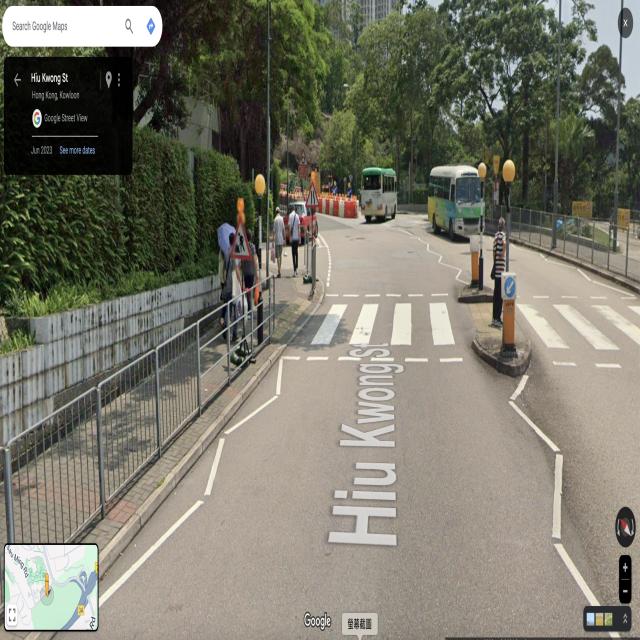 Search Google Maps
Hiu Kwong St
Hong Kong, Kowloon
Google Street View
Jun 2023 See more dates
X
Hiu Kwong St
Google
螢幕截圖